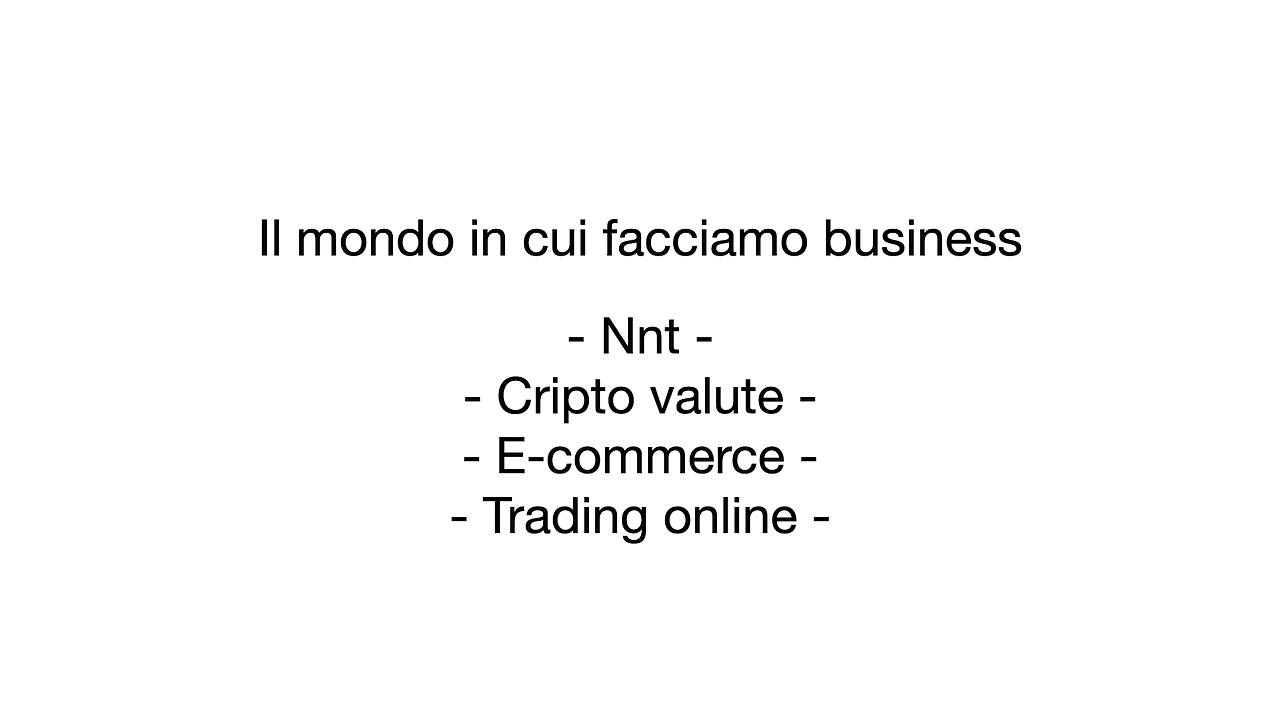 Il mondo in cui facciamo business
- Nnt -
- Cripto valute -
- E-commerce -
- Trading online -